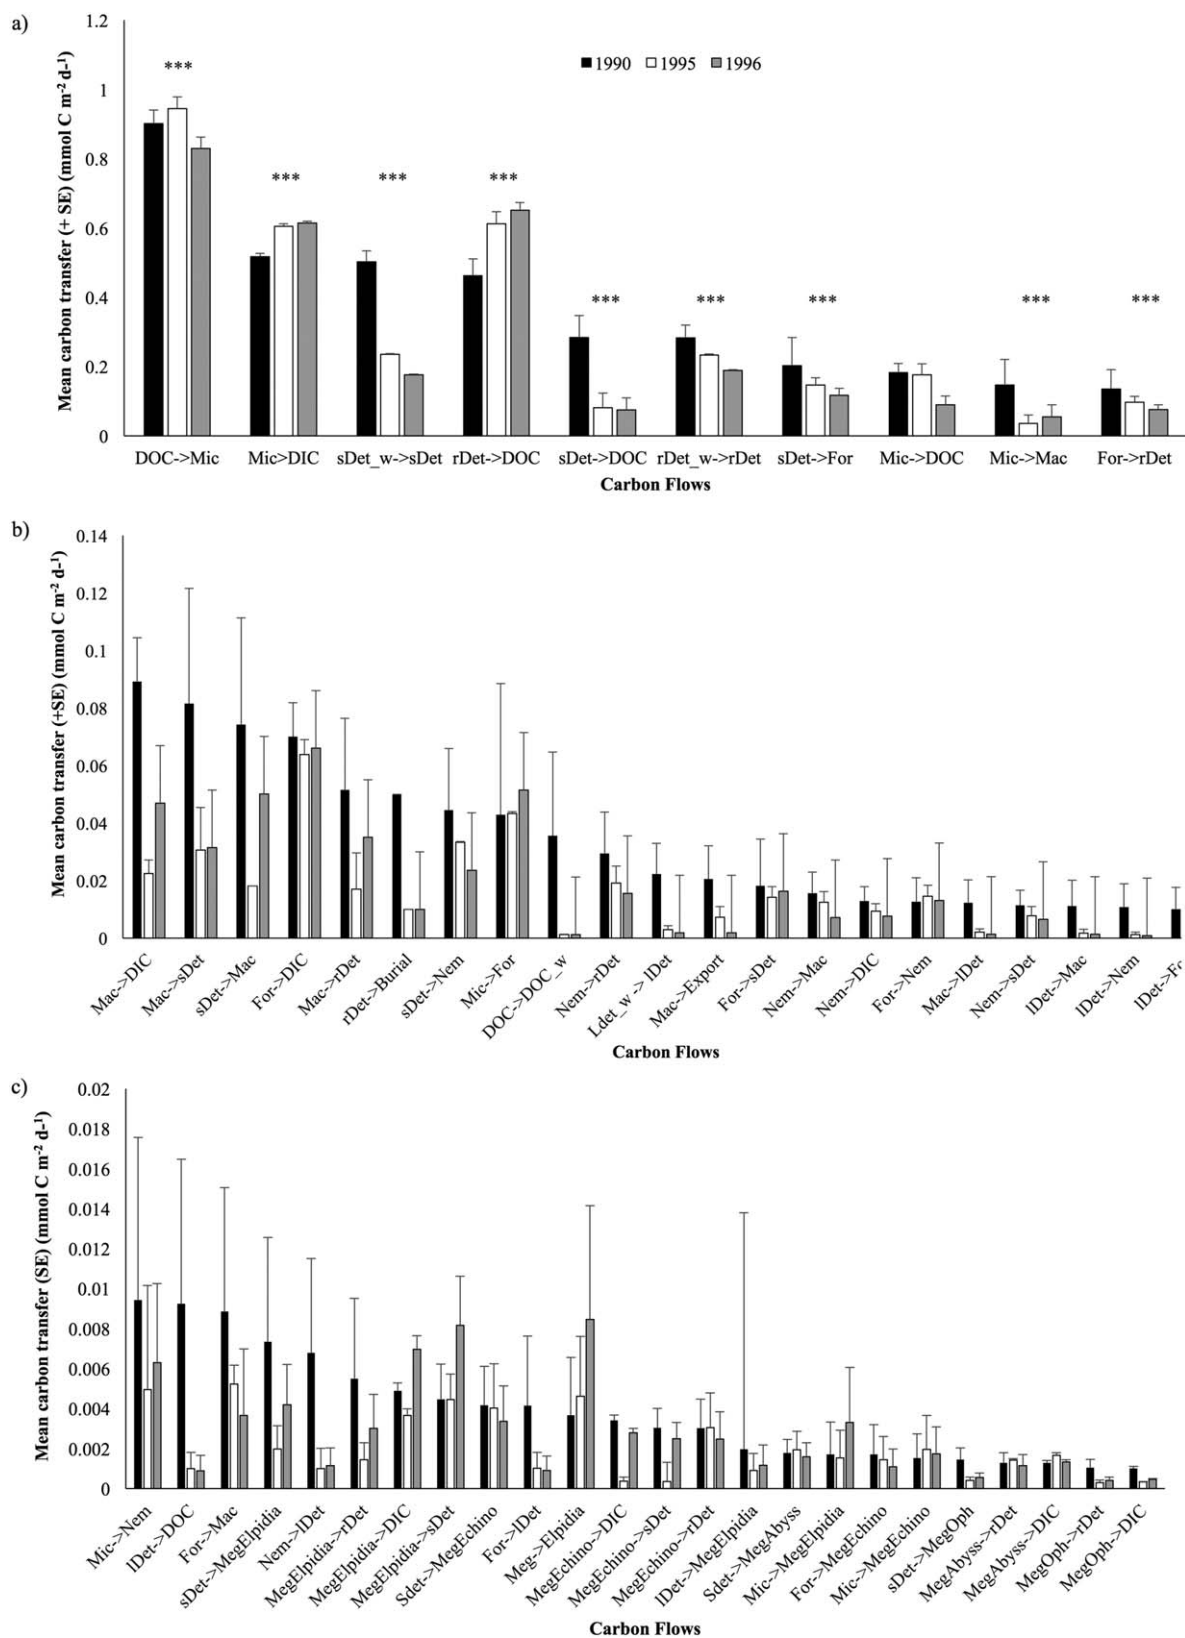 a)
Mean carbon transfer (+ SE) (mmol C m-2 d-1)
1.2
1
0.8
0.6
0.4
0.2
0
1990 1995 1996
***
*** *** ***
*** *** *** *** ***
DOC->Mic Mic>DIC sDet_w->sDet rDet->DOC sDet->DOC rDet_w->rDet sDet->For Mic->DOC Mic->Mac For->rDet
Carbon Flows
b)
Mean carbon transfer (+SE) (mmol C m-2 d-1)
0.14
0.12
0.1
0.08
0.06
0.04
0.02
0
Mac->DIC
Mac->sDet
sDet->Mac
For->DIC
Mac->rDet
rDet->Burial
sDet->Nem
Mic->For
DOC->DOC_w
Nem->rDet
Ldet_w -> lDet
Mac->Export
For->sDet
Nem->Mac
Nem->DIC
For->Nem
Mac->lDet
Nem->sDet
lDet->Mac
lDet->Nem
lDet->Fo
Carbon Flows
c)
Mean carbon transfer (SE) (mmol C m-2 d-1)
0.02
0.018
0.016
0.014
0.012
0.01
0.008
0.006
0.004
0.002
0
Mic->Nem
lDet->DOC
For->Mac
sDet->MegElpidia
Nem->lDet
MegElpidia->rDet
MegElpidia->DIC
MegElpidia->sDet
Sdet->MegEchino
For->lDet
Meg->Elpidia
MegEchino->DIC
MegEchino->sDet
MegEchino->rDet
lDet->MegElpidia
Sdet->MegAbyss
Mic->MegElpidia
For->MegEchino
Mic->MegEchino
sDet->MegOph
MegAbyss->rDet
MegAbyss->DIC
MegOph->rDet
MegOph->DIC
Carbon Flows